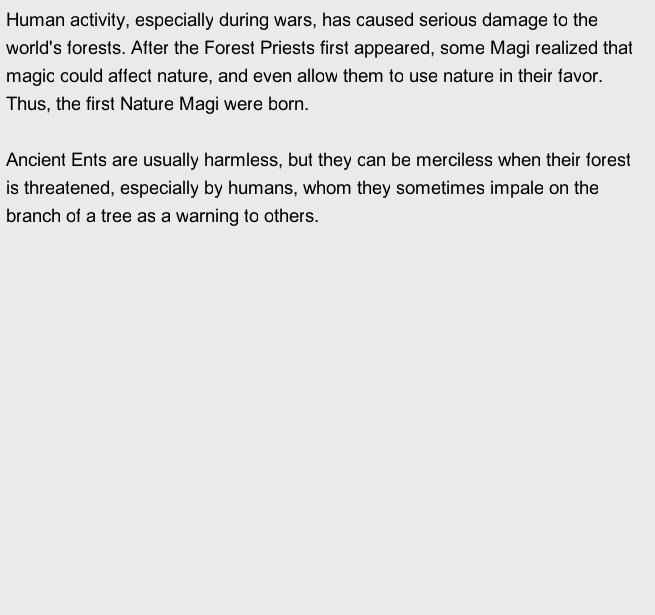 Human activity, especially during wars, has caused serious damage to the
world's forests. After the Forest Priests first appeared, some Magi realized that
magic could affect nature, and even allow them to use nature in their favor.
Thus, the first Nature Magi were born.
Ancient Ents are usually harmless, but they can be merciless when their forest
is threatened, especially by humans, whom they sometimes impale on the
branch of a tree as a warning to others.